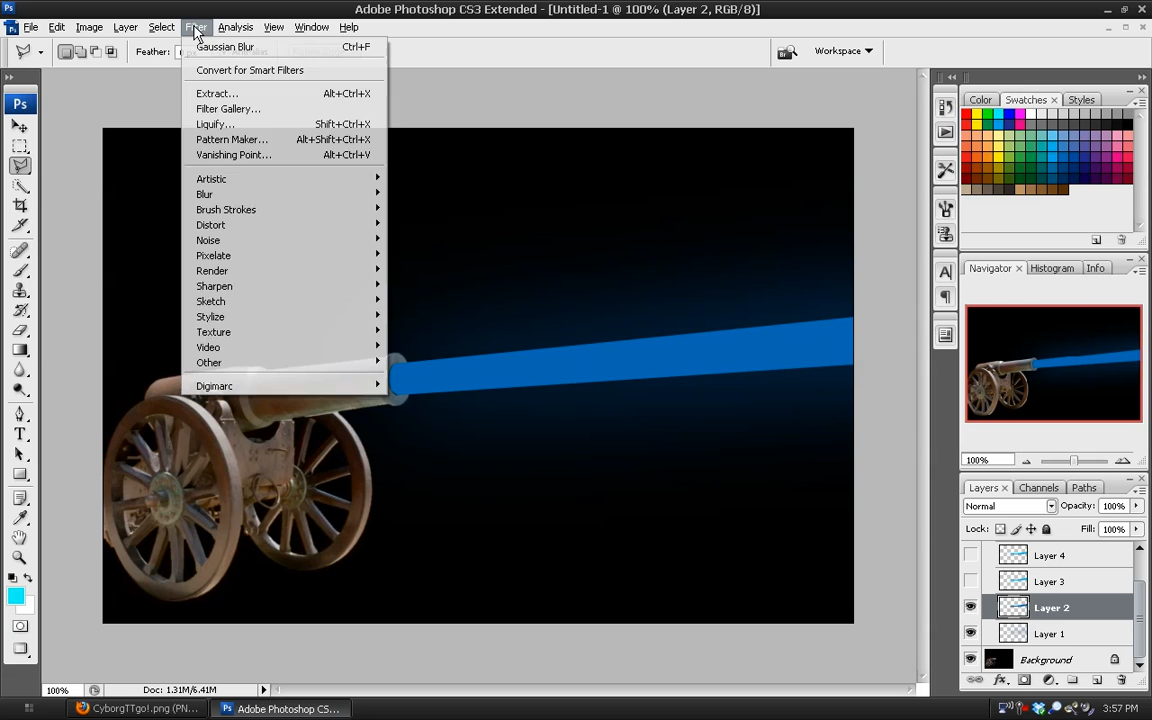 Ps Adobe Photoshop CS3 Extended - [Untitled-1 @ 100% (Layer 2, RGB/8)]
File Edit Image Layer Select Filter Analysis View Window Help
Feather:
Workspace
Gaussian Blur Ctrl+F
Convert for Smart Filters
Extract... Alt+Ctrl+X
Filter Gallery...
Liquify... Shift+Ctrl+X
Pattern Maker... Alt+Shift+Ctrl+X
Vanishing Point... Alt+Ctrl+V
Artistic
Blur
Brush Strokes
Distort
Noise
Pixelate
Render
Sharpen
Sketch
Stylize
Texture
Video
Other
Digimarc
Ps
T
Color Swatches Styles
Navigator Histogram Info
100%
Layers Channels Paths
Normal Opacity: 100%
Lock: Fill: 100%
Layer 4
Layer 3
Layer 2
Layer 1
Background
100% Doc: 1.31M/6.41M
CyborgTTgo!.png (PN... Adobe Photoshop CS... 3:57 PM